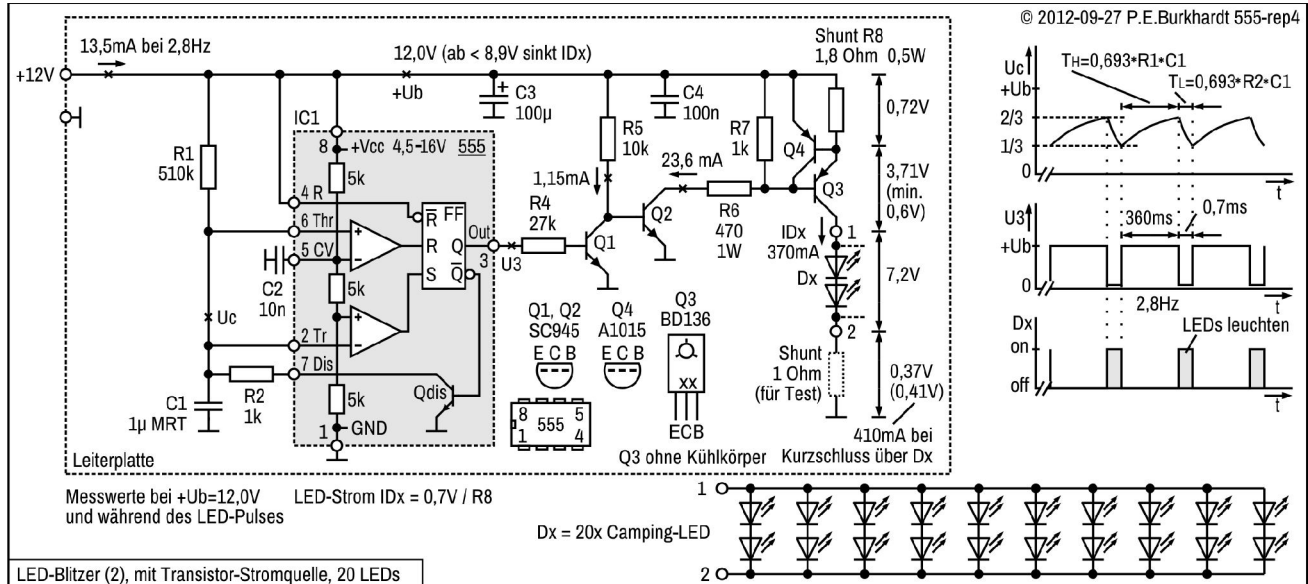 © 2012-09-27 P.E.Burkhardt 555-rep4
13,5mA bei 2,8Hz
+12V
12,0V (ab < 8,9V sinkt IDx)
+Ub
Shunt R8
1,8 Ohm 0,5W
C3
100µ
C4
100n
0,72V
IC1
8
+Vcc 4,5-16V 555
R1
510k
5k
4 R
6 Thr
5 CV
C2
10n
5k
Uc
2 Tr
7 Dis
R2
1k
C1
1µ MRT
5k
Qdis
1
GND
R FF
R Q
S Q
Out
3
U3
R4
27k
1,15mA
R5
10k
Q1
Q2
23,6 mA
R6
470
1W
R7
1k
Q4
Q3
3,71V
(min.
0,6V)
IDx
370mA
1
Dx
7,2V
2
Shunt
1 Ohm
(für Test)
0,37V
(0,41V)
410mA bei
Kurzschluss über Dx
Q1, Q2
SC945
E C B
Q4
A1015
E C B
Q3
BD136
XX
ECB
8 5
555
1 4
Q3 ohne Kühlkörper
Leiterplatte
Messwerte bei +Ub=12,0V
und während des LED-Pulses
LED-Strom IDx = 0,7V / R8
LED-Blitzer (2), mit Transistor-Stromquelle, 20 LEDs
Dx = 20x Camping-LED
1
2
TH=0,693*R1*C1
TL=0,693*R2*C1
Uc
+Ub
2/3
1/3
0
t
U3
+Ub
360ms
0,7ms
0
2,8Hz
t
Dx
on
off
LEDs leuchten
t